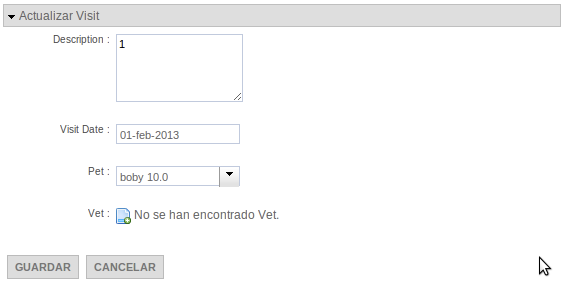 Actualizar Visit
Description : 1
Visit Date : 01-feb-2013
Pet : boby 10.0
Vet : No se han encontrado Vet.
GUARDAR CANCELAR